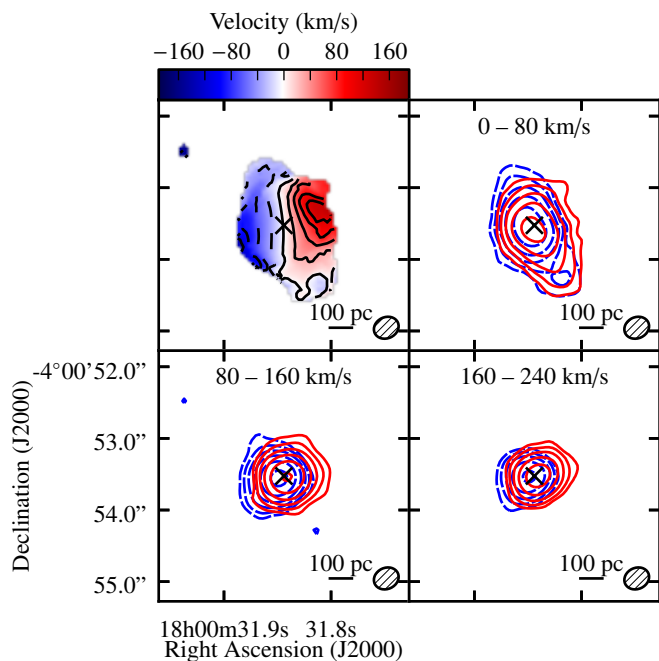 Velocity (km/s)
−160 −80 0 80 160
0 – 80 km/s
100 pc
100 pc
80 – 160 km/s
160 – 240 km/s
-4°00′52.0”
53.0”
54.0”
55.0”
Declination (J2000)
100 pc
100 pc
18h00m31.9s 31.8s
Right Ascension (J2000)